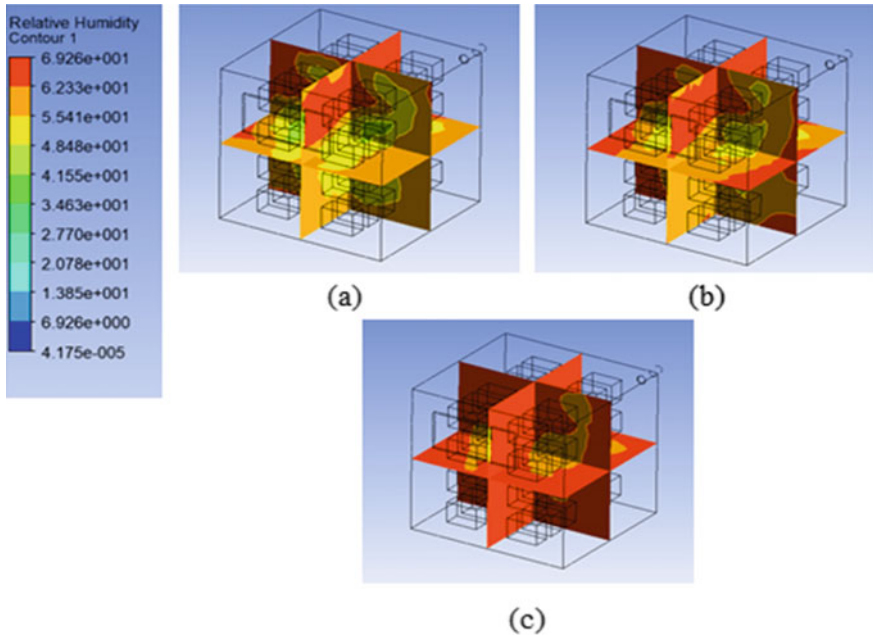 Relative Humidity
Contour 1
6.926e+001
6.233e+001
5.541e+001
4.848e+001
4.155e+001
3.463e+001
2.770e+001
2.078e+001
1.385e+001
6.926e+000
4.175e-005
(a)
(b)
(c)